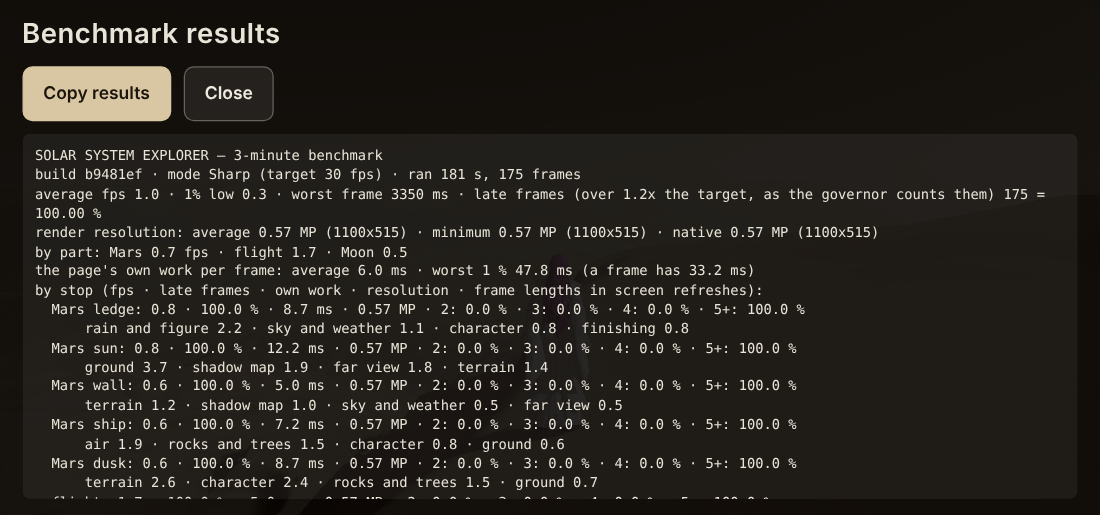 Benchmark results
Copy results
Close
SOLAR SYSTEM EXPLORER — 3-minute benchmark
build b9481ef · mode Sharp (target 30 fps) · ran 181 s, 175 frames
average fps 1.0 · 1% low 0.3 · worst frame 3350 ms · late frames (over 1.2x the target, as the governor counts them) 175 =
100.00 %
render resolution: average 0.57 MP (1100x515) · minimum 0.57 MP (1100x515) · native 0.57 MP (1100x515)
by part: Mars 0.7 fps · flight 1.7 · Moon 0.5
the page's own work per frame: average 6.0 ms · worst 1 % 47.8 ms (a frame has 33.2 ms)
by stop (fps · late frames · own work · resolution · frame lengths in screen refreshes):
Mars ledge: 0.8 · 100.0 % · 8.7 ms · 0.57 MP · 2: 0.0 % · 3: 0.0 % · 4: 0.0 % · 5+: 100.0 %
rain and figure 2.2 · sky and weather 1.1 · character 0.8 · finishing 0.8
Mars sun: 0.8 · 100.0 % · 12.2 ms · 0.57 MP · 2: 0.0 % · 3: 0.0 % · 4: 0.0 % · 5+: 100.0 %
ground 3.7 · shadow map 1.9 · far view 1.8 · terrain 1.4
Mars wall: 0.6 · 100.0 % · 5.0 ms · 0.57 MP · 2: 0.0 % · 3: 0.0 % · 4: 0.0 % · 5+: 100.0 %
terrain 1.2 · shadow map 1.0 · sky and weather 0.5 · far view 0.5
Mars ship: 0.6 · 100.0 % · 7.2 ms · 0.57 MP · 2: 0.0 % · 3: 0.0 % · 4: 0.0 % · 5+: 100.0 %
air 1.9 · rocks and trees 1.5 · character 0.8 · ground 0.6
Mars dusk: 0.6 · 100.0 % · 8.7 ms · 0.57 MP · 2: 0.0 % · 3: 0.0 % · 4: 0.0 % · 5+: 100.0 %
terrain 2.6 · character 2.4 · rocks and trees 1.5 · ground 0.7